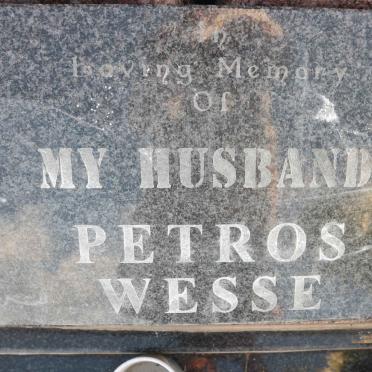 In
Loving Memory
Of
MY HUSBAND
PETROS
WESSE